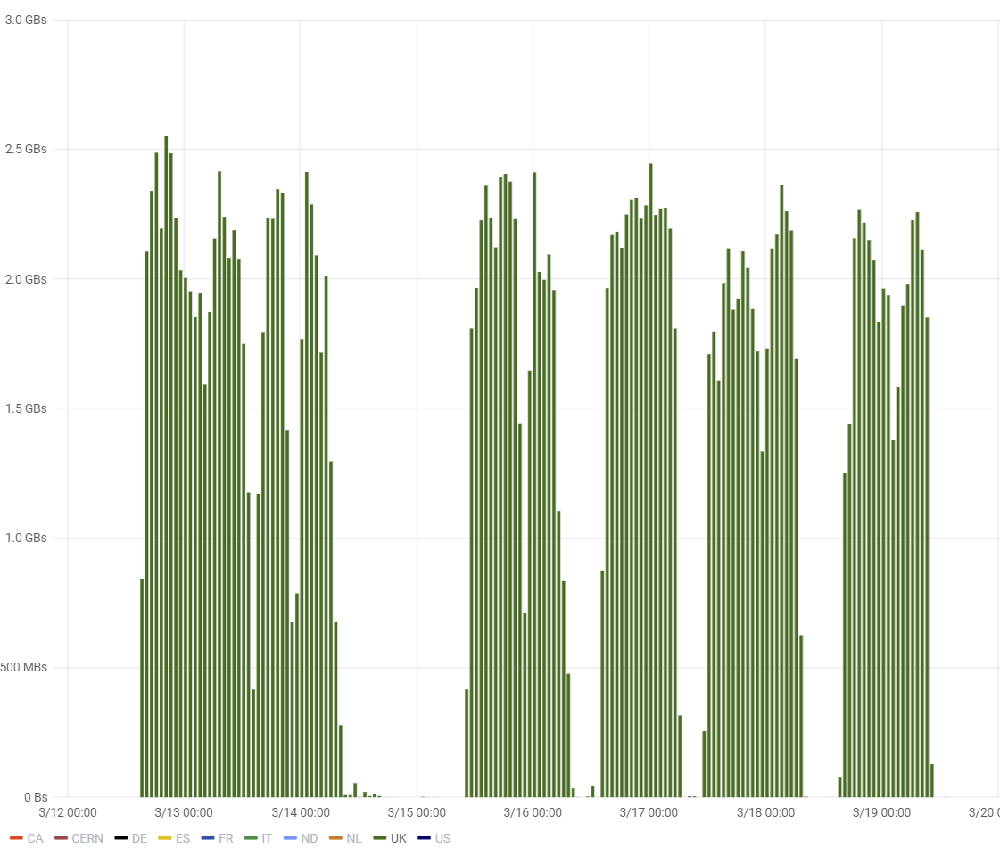 3.0 GBs
2.5 GBs
2.0 GBs
1.5 GBs
1.0 GBs
500 MBs
0 Bs
3/12 00:00 3/13 00:00 3/14 00:00 3/15 00:00 3/16 00:00 3/17 00:00 3/18 00:00 3/19 00:00 3/20 0
CA CERN DE ES FR IT ND NL UK US